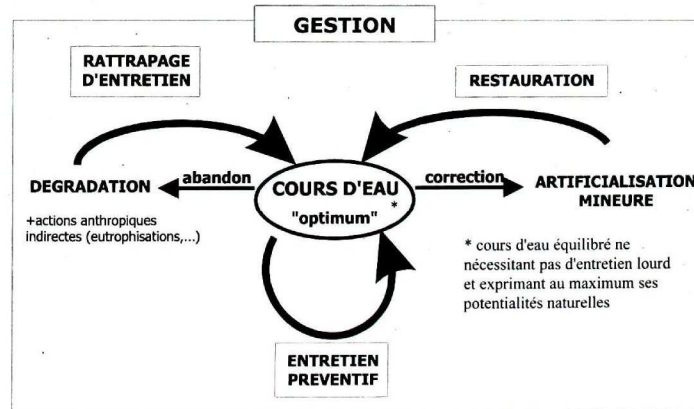 GESTION
RATTRAPAGE
D'ENTRETIEN
RESTAURATION
DEGRADATION
abandon
COURS D'EAU
"optimum" *
correction
ARTIFICIALISATION
MINEURE
+actions anthropiques
indirectes (eutrophisations,...)
* cours d'eau équilibré ne
nécessitant pas d'entretien lourd
et exprimant au maximum ses
potentialités naturelles
ENTRETIEN
PREVENTIF